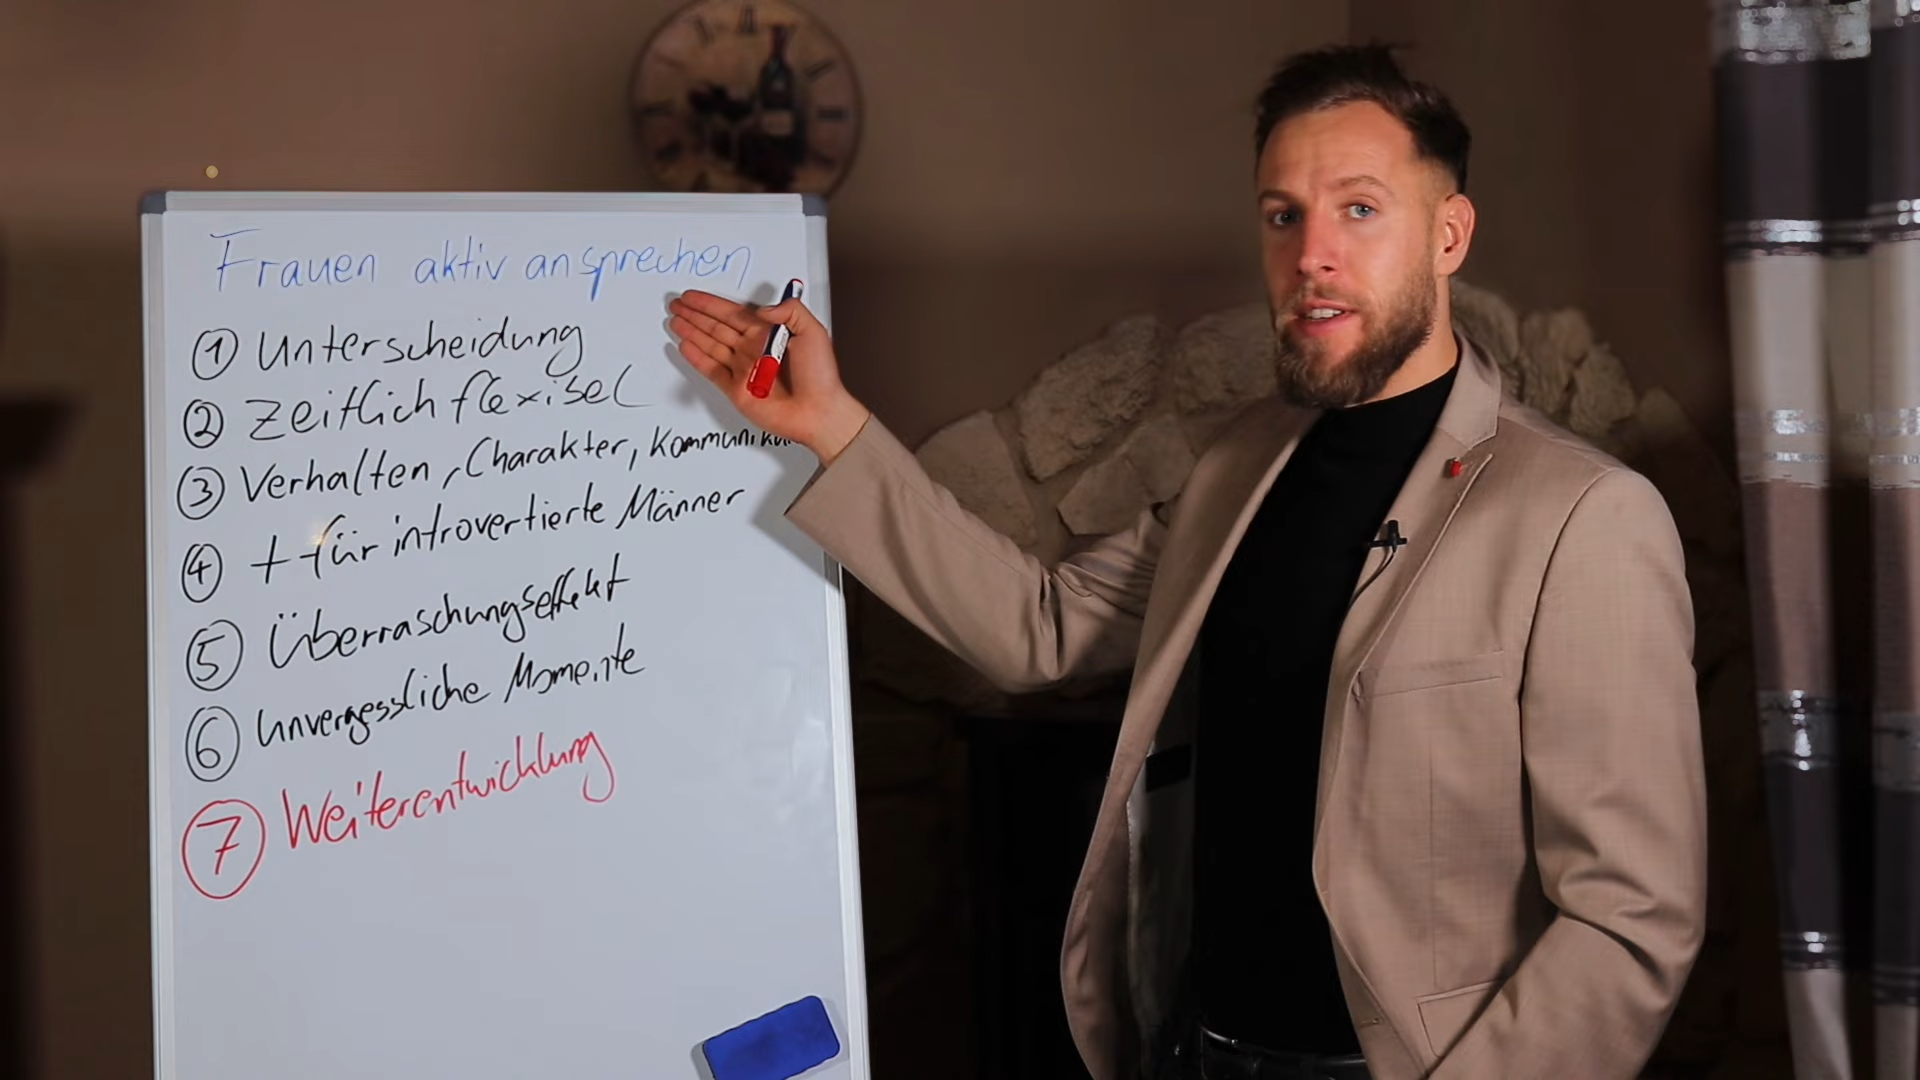 Frauen aktiv ansprechen
① Unterscheidung
② zeitlich flexibel
③ Verhalten, Charakter,
④ + für introvertierte Männer
⑤ Überraschungseffekt
⑥ unvergessliche Momente
⑦ Weiterentwicklung